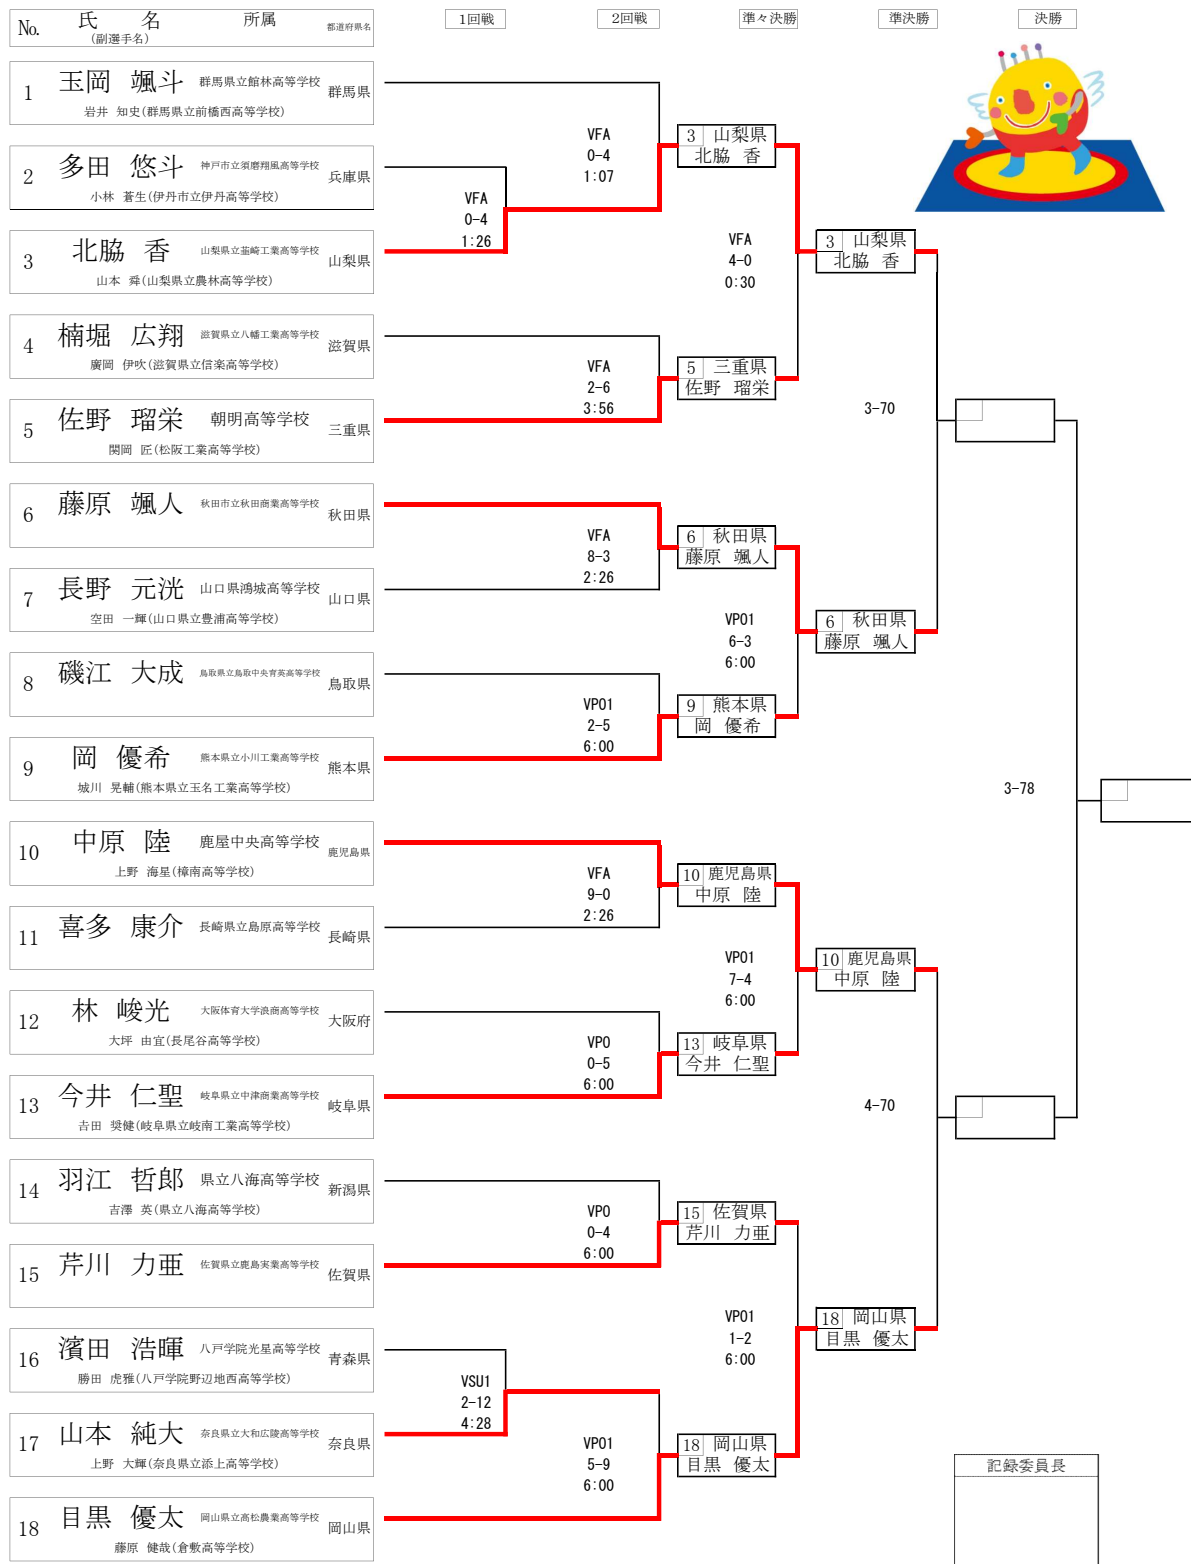 No. 氏　名 所属 都道府県名
(副選手名)
1回戦 2回戦 準々決勝 準決勝 決勝
1 玉岡 颯斗 群馬県立館林高等学校 群馬県
岩井 知史(群馬県立前橋西高等学校)
2 多田 悠斗 神戸市立須磨翔風高等学校 兵庫県
小林 蒼生(伊丹市立伊丹高等学校)
3 北脇 香 山梨県立韮崎工業高等学校 山梨県
山本 舜(山梨県立農林高等学校)
4 楠堀 広翔 滋賀県立八幡工業高等学校 滋賀県
廣岡 伊吹(滋賀県立信楽高等学校)
5 佐野 瑠栄 朝明高等学校 三重県
関岡 匠(松阪工業高等学校)
6 藤原 颯人 秋田市立秋田商業高等学校 秋田県
7 長野 元洸 山口県鴻城高等学校 山口県
空田 一輝(山口県立豊浦高等学校)
8 磯江 大成 鳥取県立鳥取中央育英高等学校 鳥取県
9 岡 優希 熊本県立小川工業高等学校 熊本県
城川 晃輔(熊本県立玉名工業高等学校)
10 中原 陸 鹿屋中央高等学校 鹿児島県
上野 海星(樟南高等学校)
11 喜多 康介 長崎県立島原高等学校 長崎県
12 林 峻光 大阪体育大学浪商高等学校 大阪府
大坪 由宜(長尾谷高等学校)
13 今井 仁聖 岐阜県立中津商業高等学校 岐阜県
吉田 奨健(岐阜県立岐南工業高等学校)
14 羽江 哲郎 県立八海高等学校 新潟県
吉澤 英(県立八海高等学校)
15 芹川 力亜 佐賀県立鹿島実業高等学校 佐賀県
16 濱田 浩暉 八戸学院光星高等学校 青森県
勝田 虎雅(八戸学院野辺地西高等学校)
17 山本 純大 奈良県立大和広陵高等学校 奈良県
上野 大輝(奈良県立添上高等学校)
18 目黒 優太 岡山県立高松農業高等学校 岡山県
藤原 健哉(倉敷高等学校)
VFA
0-4
1:26
VSU1
2-12
4:28
VFA
0-4
1:07
VFA
2-6
3:56
VFA
8-3
2:26
VPO1
2-5
6:00
VFA
9-0
2:26
VPO
0-5
6:00
VPO
0-4
6:00
VPO1
5-9
6:00
3 山梨県
北脇 香
5 三重県
佐野 瑠栄
6 秋田県
藤原 颯人
9 熊本県
岡 優希
10 鹿児島県
中原 陸
13 岐阜県
今井 仁聖
15 佐賀県
芹川 力亜
18 岡山県
目黒 優太
VFA
4-0
0:30
VPO1
6-3
6:00
VPO1
7-4
6:00
VPO1
1-2
6:00
3 山梨県
北脇 香
6 秋田県
藤原 颯人
10 鹿児島県
中原 陸
18 岡山県
目黒 優太
3-70
4-70
3-78
記録委員長